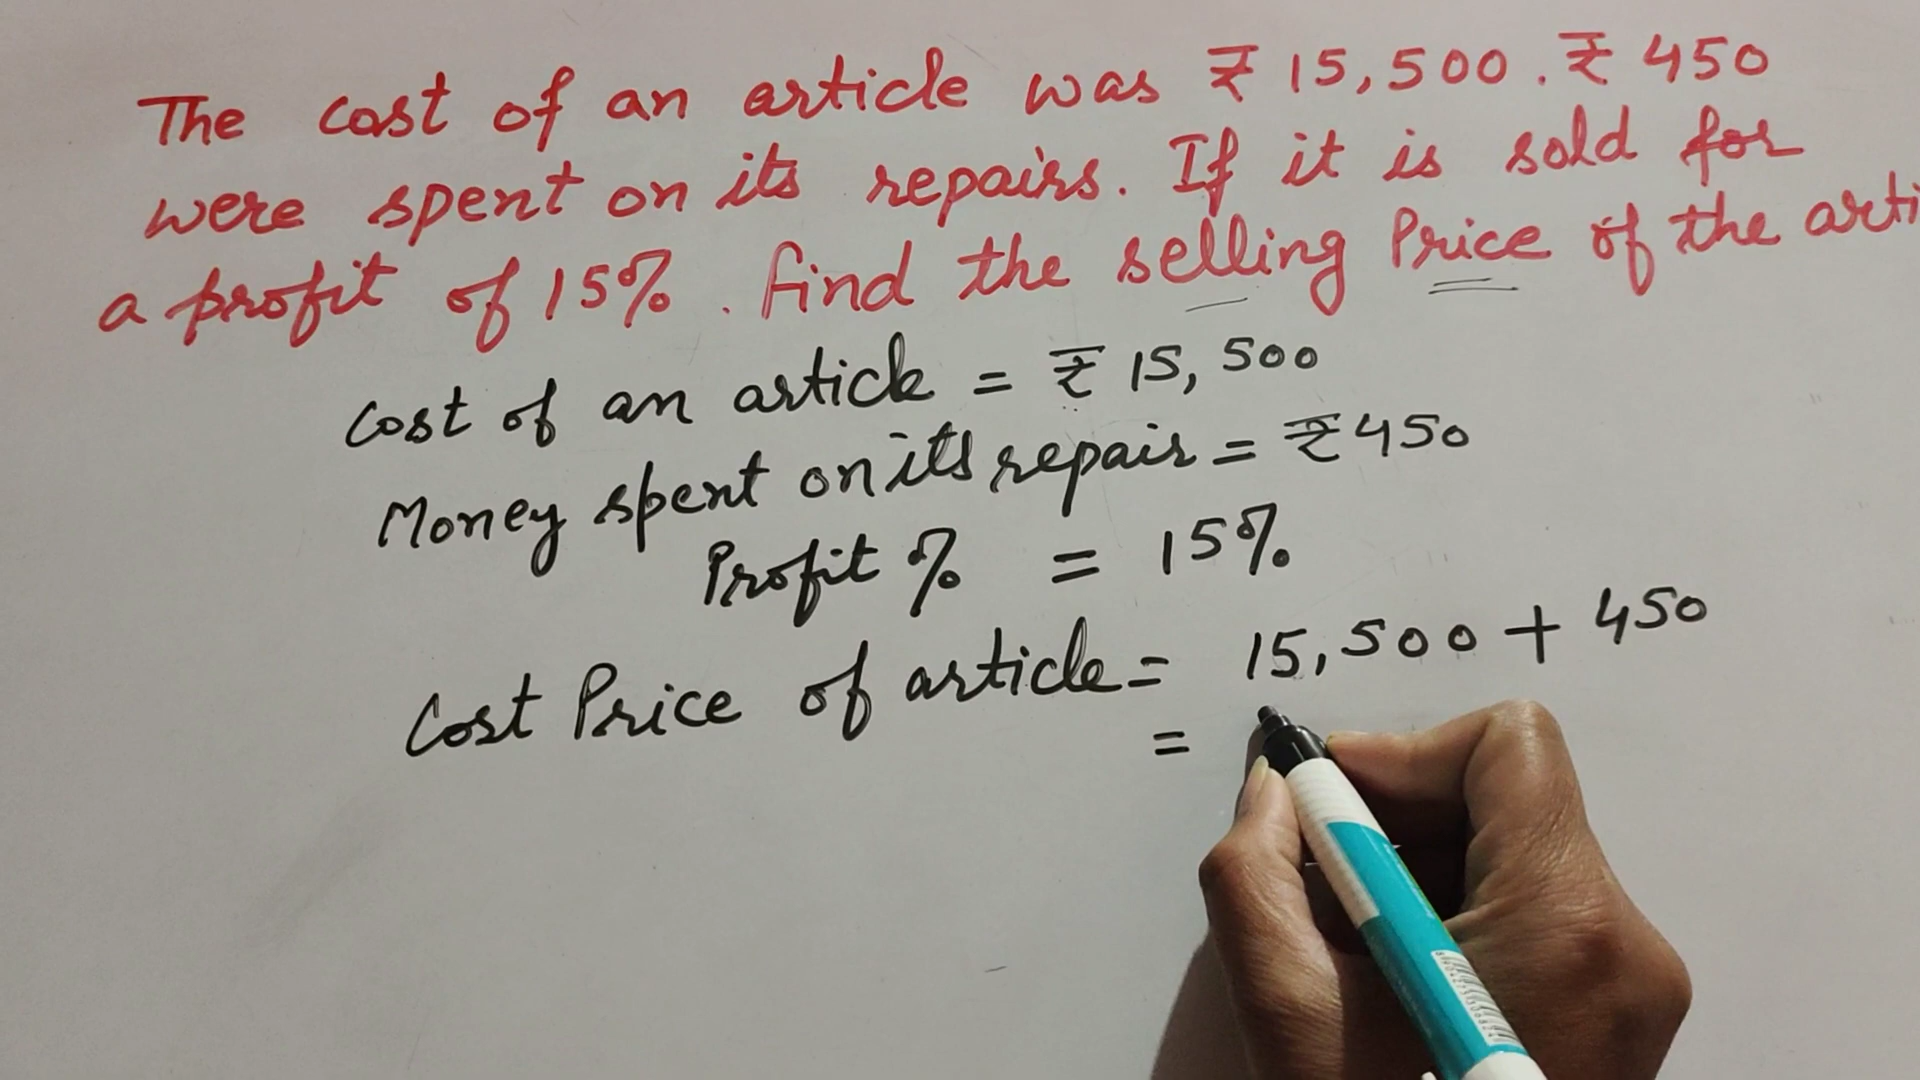 The cost of an article was ₹ 15,500. ₹ 450
were spent on its repairs. If it is sold for
a profit of 15%. Find the selling Price of the arti
Cost of an article = ₹ 15,500
Money spent on its repair = ₹ 450
Profit % = 15%
Cost Price of article = 15,500 + 450
=